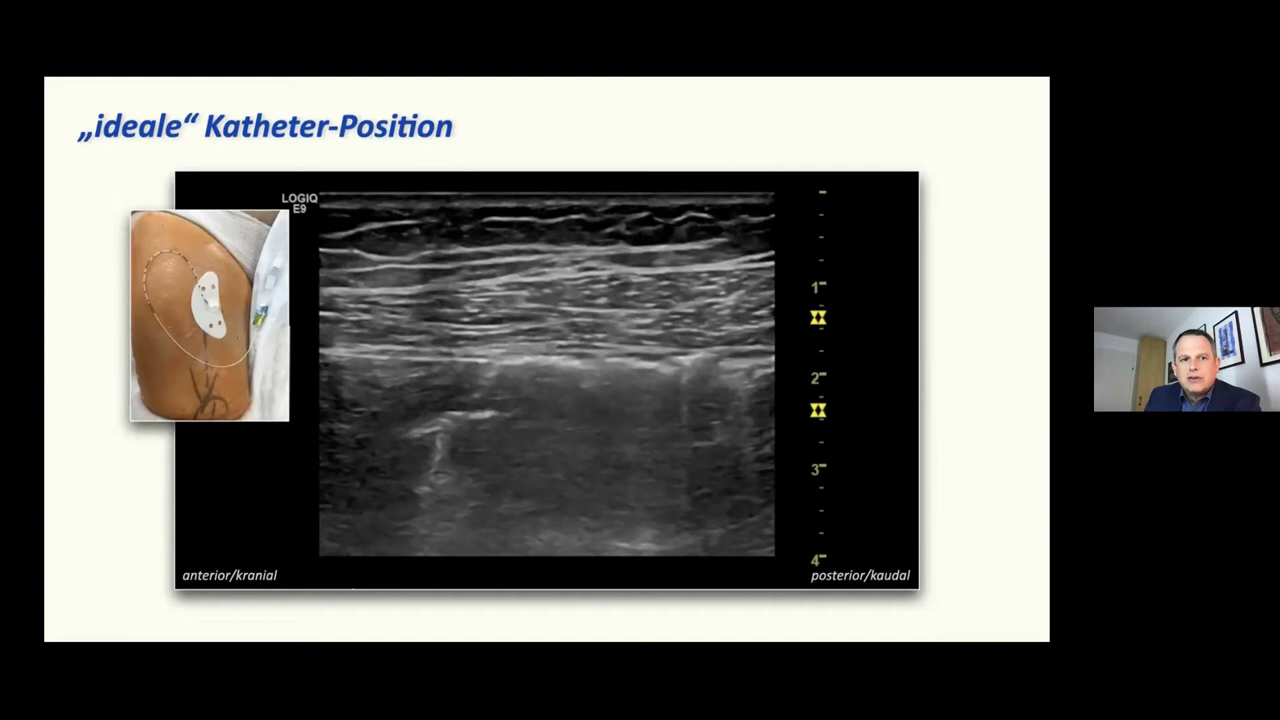 „ideale“ Katheter-Position
LOGIQ
E9
1
2
3
4
anterior/kranial
posterior/kaudal